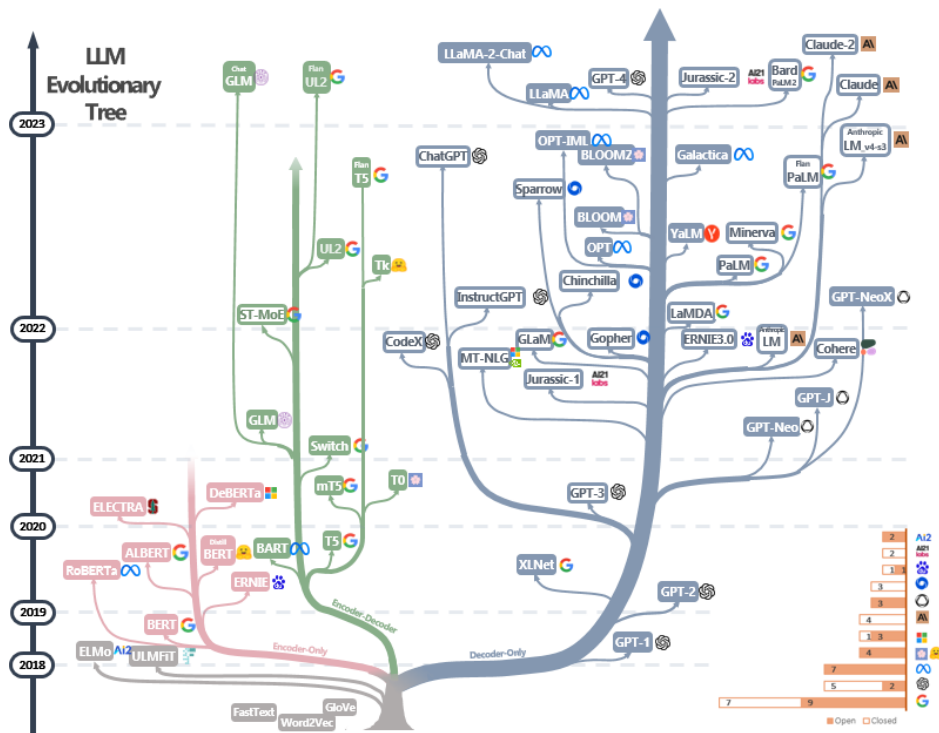 LLM
Evolutionary
Tree
2023
2022
2021
2020
2019
2018
Chat
GLM
Flan
UL2
LLaMA-2-Chat
LLaMA
GPT-4
Jurassic-2
AI21
labs
Bard
PaLM2
Claude-2
A\
Claude
A\
Anthropic
LM_v4-s3
A\
ChatGPT
OPT-IML
BLOOM2
Galactica
Flan
T5
Sparrow
Flan
PaLM
BLOOM
YaLM
Y
Minerva
UL2
OPT
Tk
PaLM
Chinchilla
InstructGPT
GPT-NeoX
ST-MoE
LaMDA
CodeX
GLaM
Gopher
ERNIE3.0
Anthropic
LM
A\
Cohere
MT-NLG
Jurassic-1
AI21
labs
GPT-J
GLM
GPT-Neo
Switch
DeBERTa
mT5
T0
GPT-3
ELECTRA
ALBERT
Distill
BERT
BART
T5
RoBERTa
ERNIE
XLNet
GPT-2
BERT
Encoder-Decoder
Encoder-Only
Decoder-Only
GPT-1
ELMo
Ai2
ULMFiT
FastText
GloVe
Word2Vec
2
Ai2
2
AI21
labs
1 1
3
3
4
A\
1 3
4
7
5 2
7 9
Open Closed